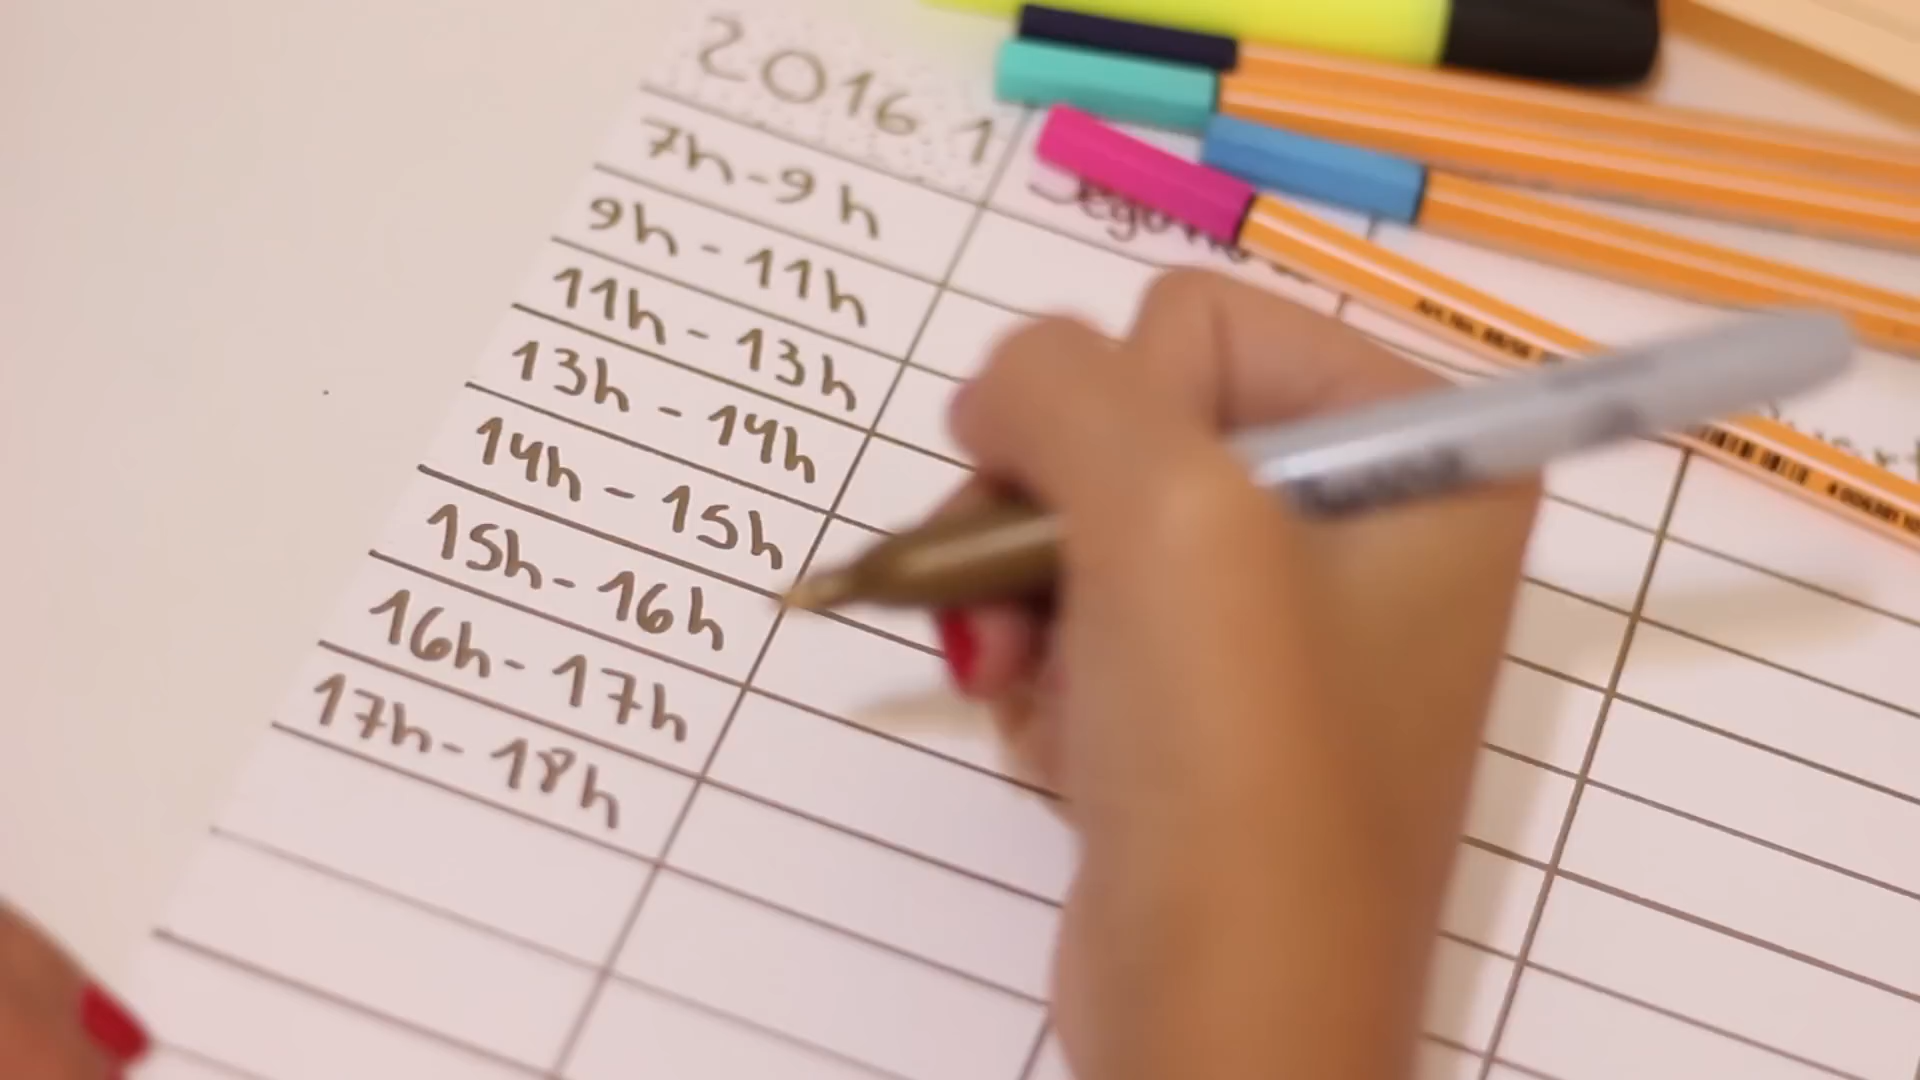 2016.1
7h-9h
9h - 11h
11h - 13h
13h - 14h
14h - 15h
15h - 16h
16h - 17h
17h - 18h